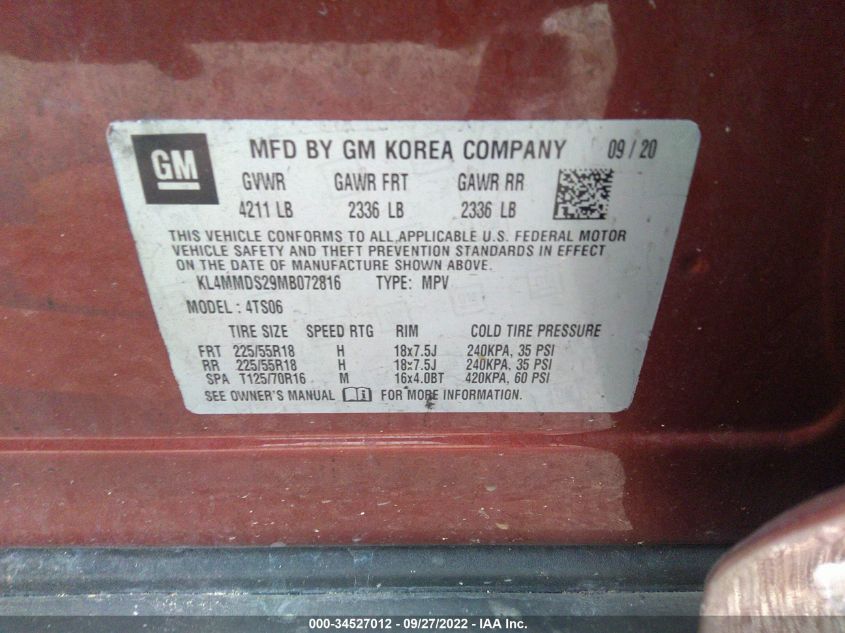 GM
MFD BY GM KOREA COMPANY 09 / 20
GVWR GAWR FRT GAWR RR
4211 LB 2336 LB 2336 LB
THIS VEHICLE CONFORMS TO ALL APPLICABLE U.S. FEDERAL MOTOR
VEHICLE SAFETY AND THEFT PREVENTION STANDARDS IN EFFECT
ON THE DATE OF MANUFACTURE SHOWN ABOVE.
KL4MMDS29MB072816 TYPE: MPV
MODEL : 4TS06
TIRE SIZE SPEED RTG RIM COLD TIRE PRESSURE
FRT 225/55R18 H 18x7.5J 240KPA, 35 PSI
RR 225/55R18 H 18x7.5J 240KPA, 35 PSI
SPA T125/70R16 M 16x4.0BT 420KPA, 60 PSI
SEE OWNER'S MANUAL FOR MORE INFORMATION.
000-34527012 - 09/27/2022 - IAA Inc.